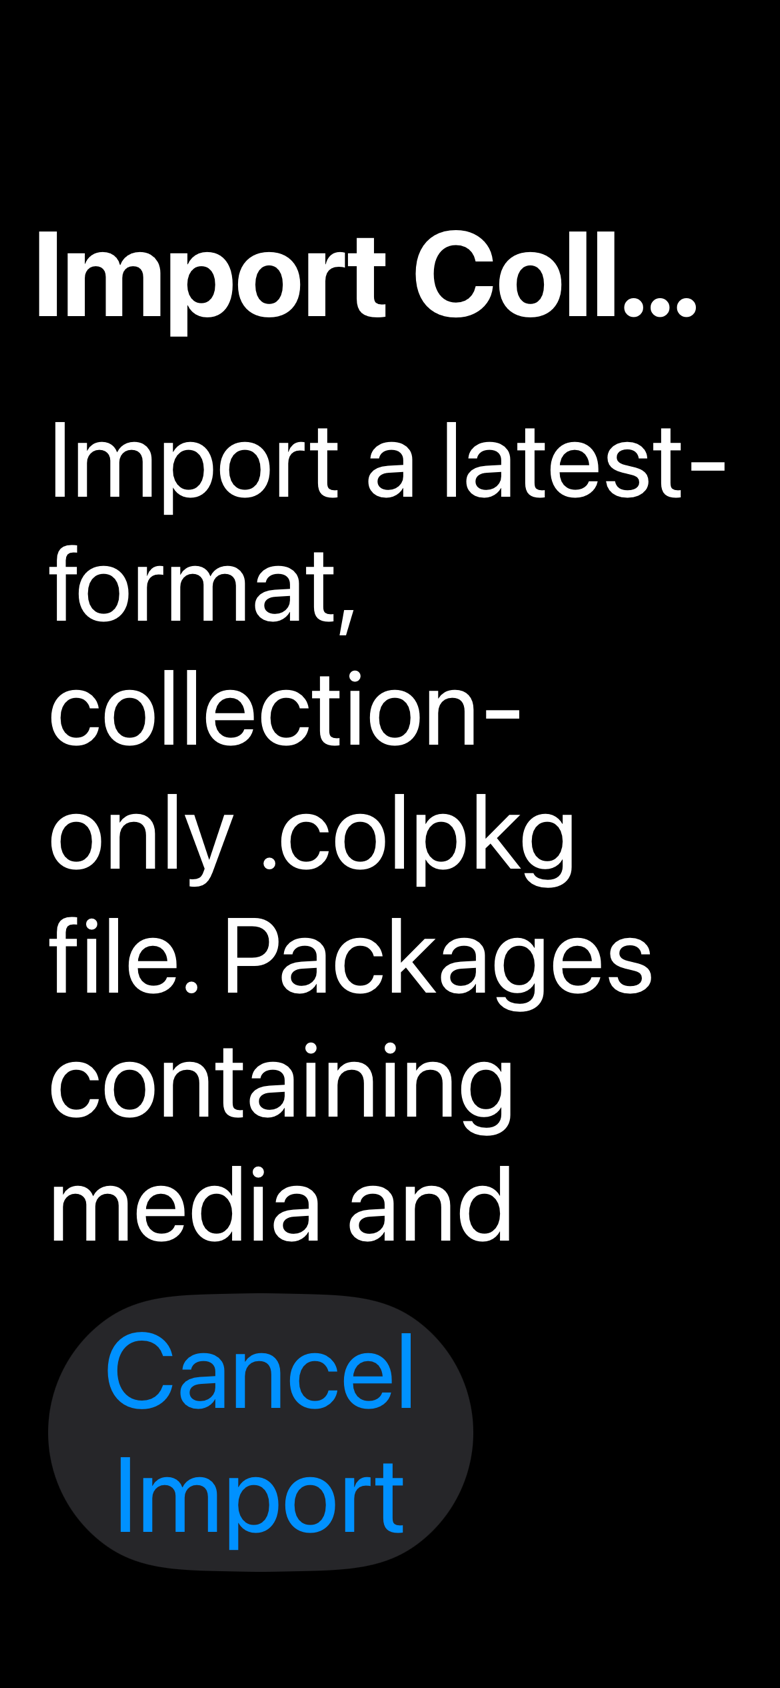 Import Coll...
Import a latest-
format,
collection-
only .colpkg
file. Packages
containing
media and
Cancel
Import